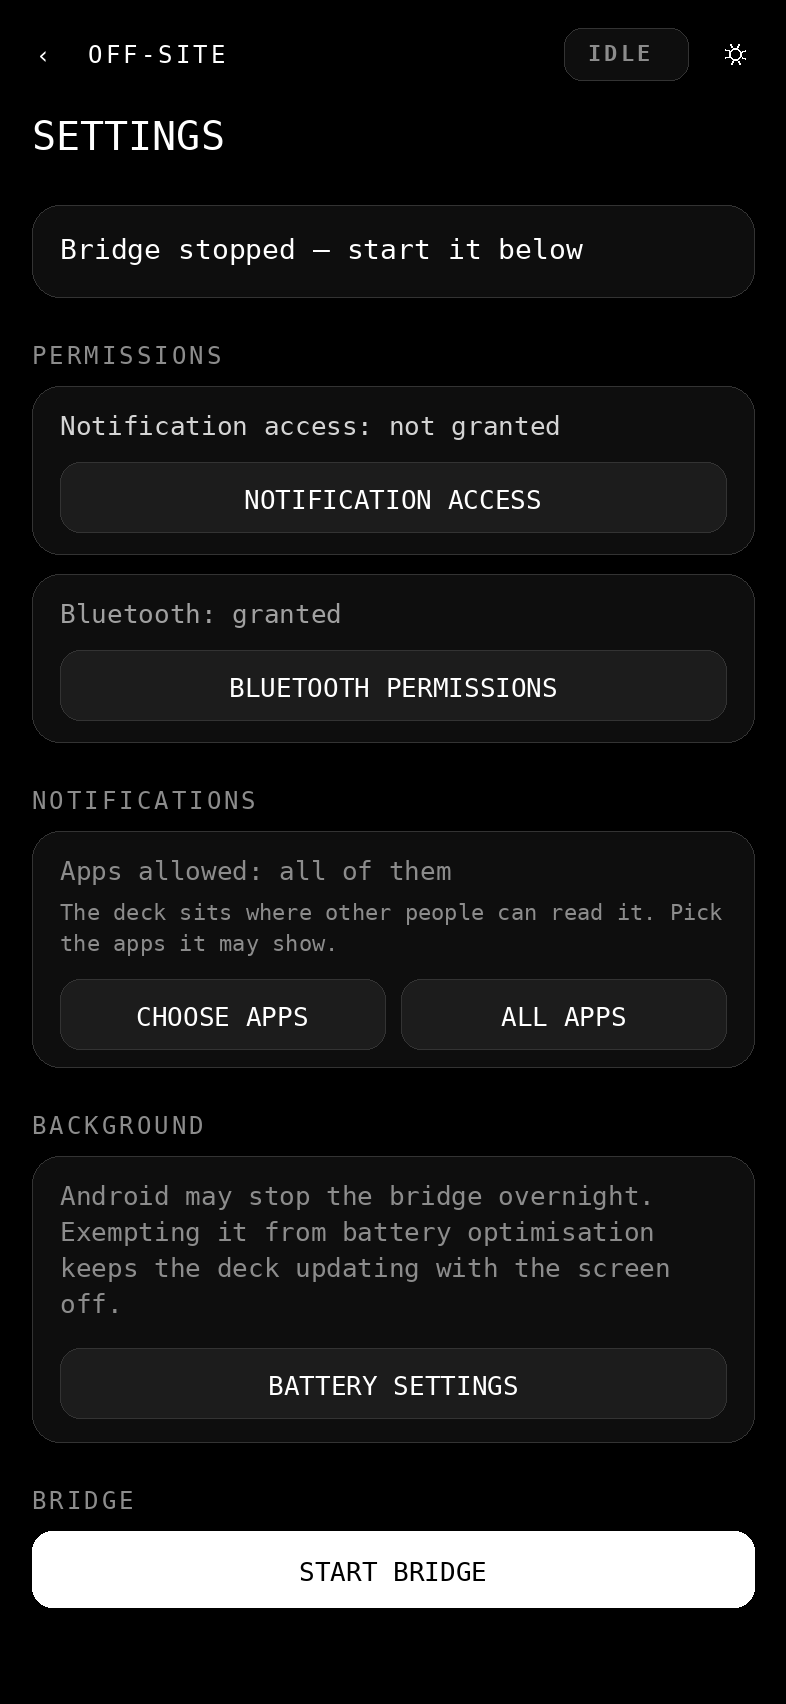 ‹ OFF-SITE IDLE
SETTINGS
Bridge stopped — start it below
PERMISSIONS
Notification access: not granted
NOTIFICATION ACCESS
Bluetooth: granted
BLUETOOTH PERMISSIONS
NOTIFICATIONS
Apps allowed: all of them
The deck sits where other people can read it. Pick
the apps it may show.
CHOOSE APPS ALL APPS
BACKGROUND
Android may stop the bridge overnight.
Exempting it from battery optimisation
keeps the deck updating with the screen
off.
BATTERY SETTINGS
BRIDGE
START BRIDGE